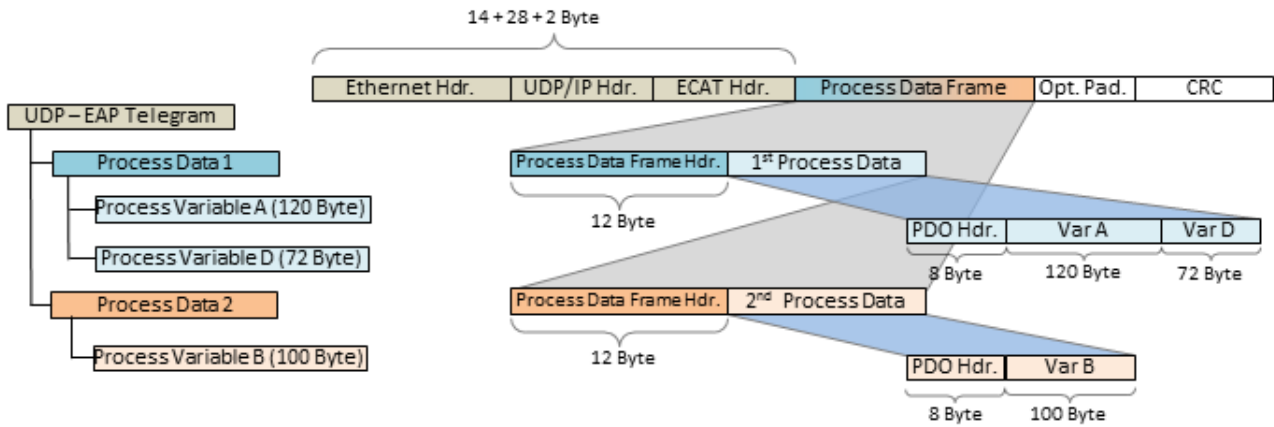 14 + 28 + 2 Byte
Ethernet Hdr. UDP/IP Hdr. ECAT Hdr. Process Data Frame Opt. Pad. CRC
UDP – EAP Telegram
Process Data 1
Process Variable A (120 Byte)
Process Variable D (72 Byte)
Process Data 2
Process Variable B (100 Byte)
Process Data Frame Hdr. 1st Process Data
12 Byte
PDO Hdr. Var A Var D
8 Byte 120 Byte 72 Byte
Process Data Frame Hdr. 2nd Process Data
12 Byte
PDO Hdr. Var B
8 Byte 100 Byte